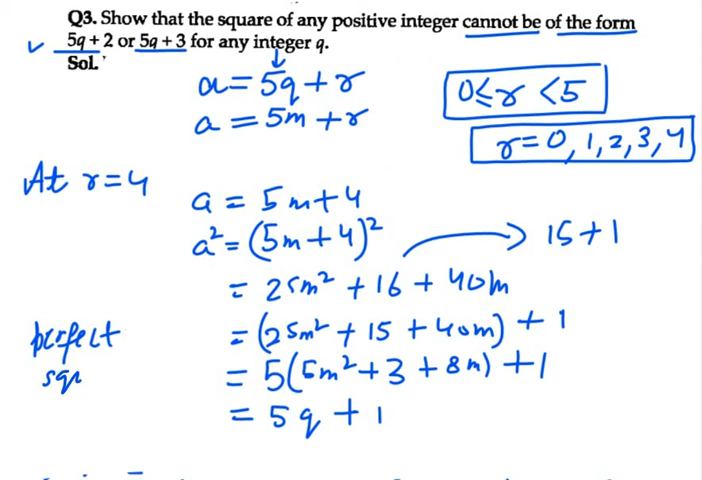 Q3. Show that the square of any positive integer cannot be of the form
5q + 2 or 5q + 3 for any integer q.
Sol.
a = 5q + r
0 ≤ r < 5
a = 5m + r
r = 0, 1, 2, 3, 4
At r = 4
a = 5m + 4
a² = (5m + 4)² → 15 + 1
= 25m² + 16 + 40m
perfect
= (25m² + 15 + 40m) + 1
sqr
= 5(5m² + 3 + 8m) + 1
= 5q + 1